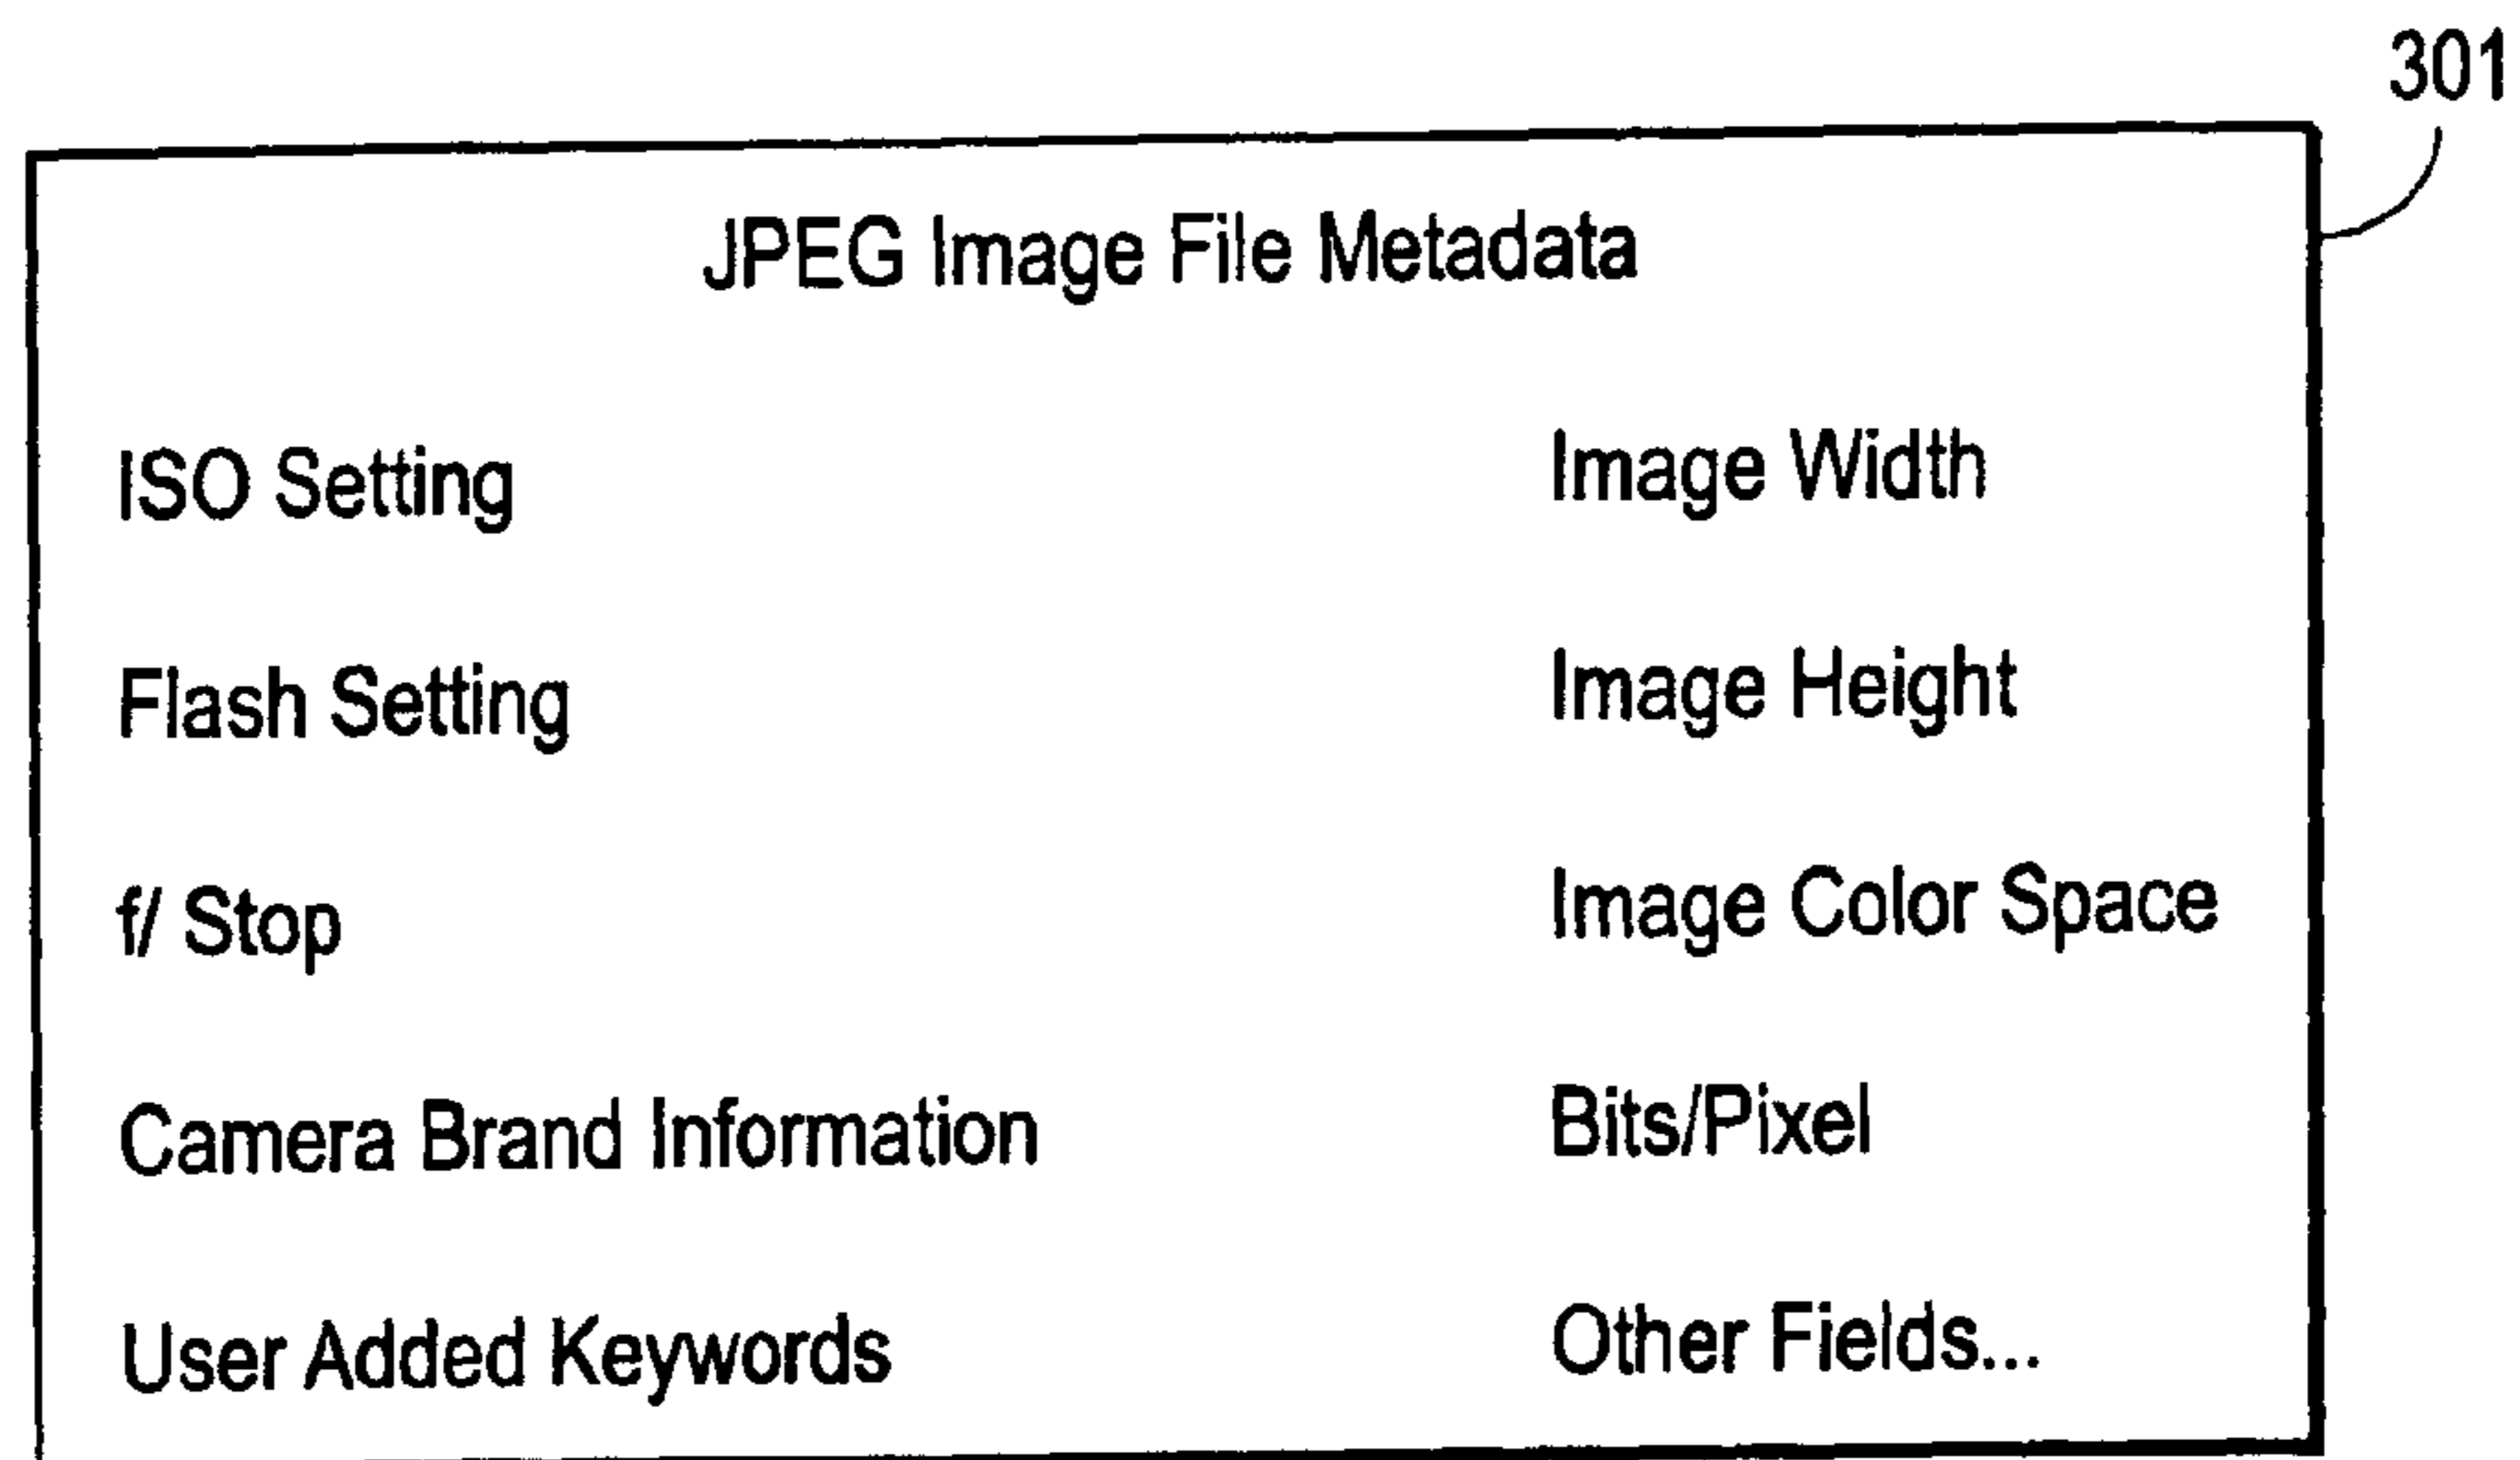 301
JPEG Image File Metadata
ISO Setting
Image Width
Flash Setting
Image Height
f/ Stop
Image Color Space
Camera Brand Information
Bits/Pixel
User Added Keywords
Other Fields...